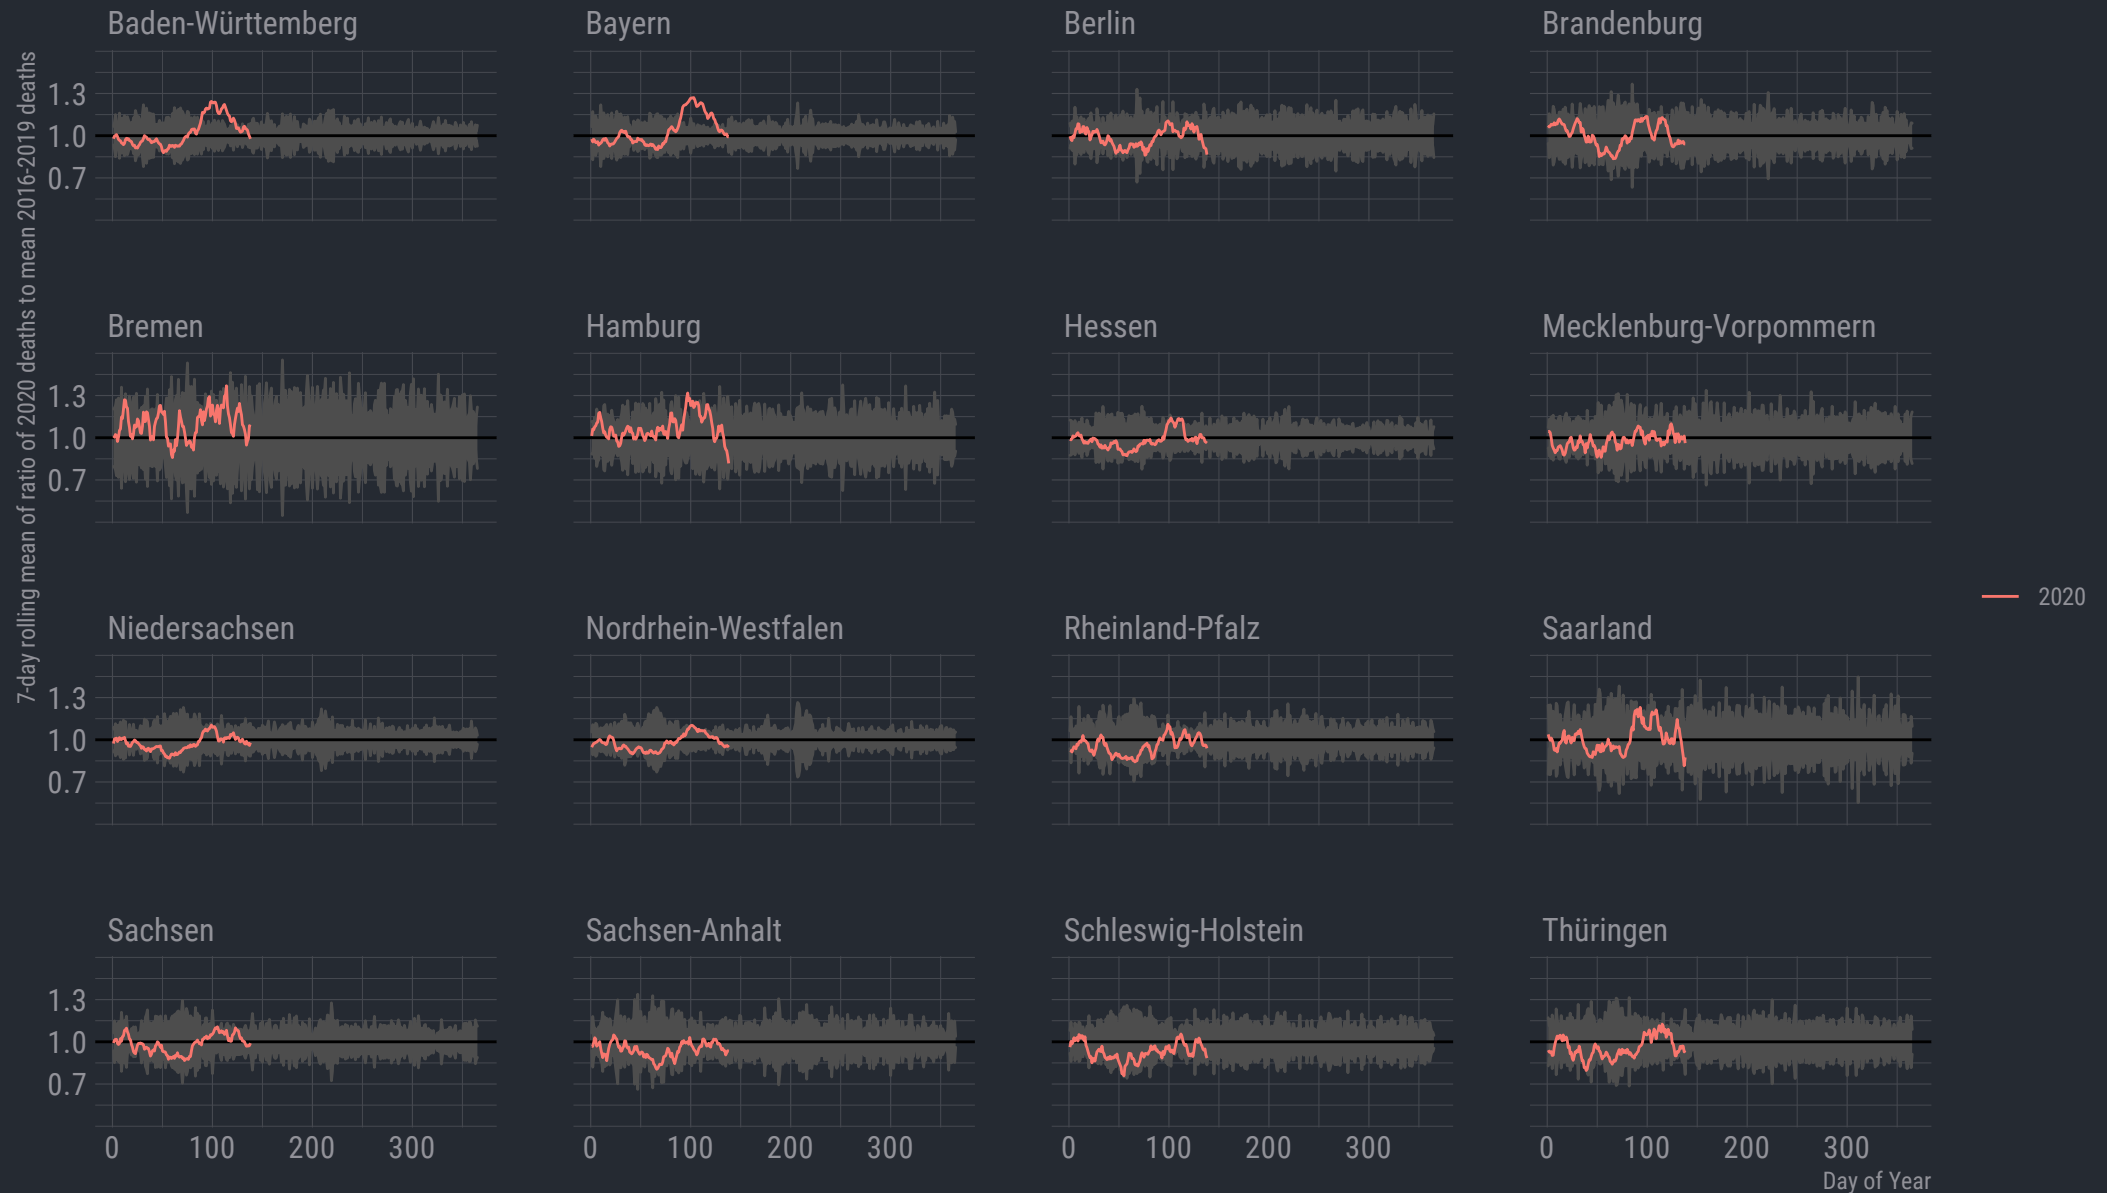 Baden-Württemberg
Bayern
Berlin
Brandenburg
7-day rolling mean of ratio of 2020 deaths to mean 2016-2019 deaths
1.3
1.0
0.7
Bremen
Hamburg
Hessen
Mecklenburg-Vorpommern
1.3
1.0
0.7
2020
Niedersachsen
Nordrhein-Westfalen
Rheinland-Pfalz
Saarland
1.3
1.0
0.7
Sachsen
Sachsen-Anhalt
Schleswig-Holstein
Thüringen
1.3
1.0
0.7
0 100 200 300
0 100 200 300
0 100 200 300
0 100 200 300
Day of Year